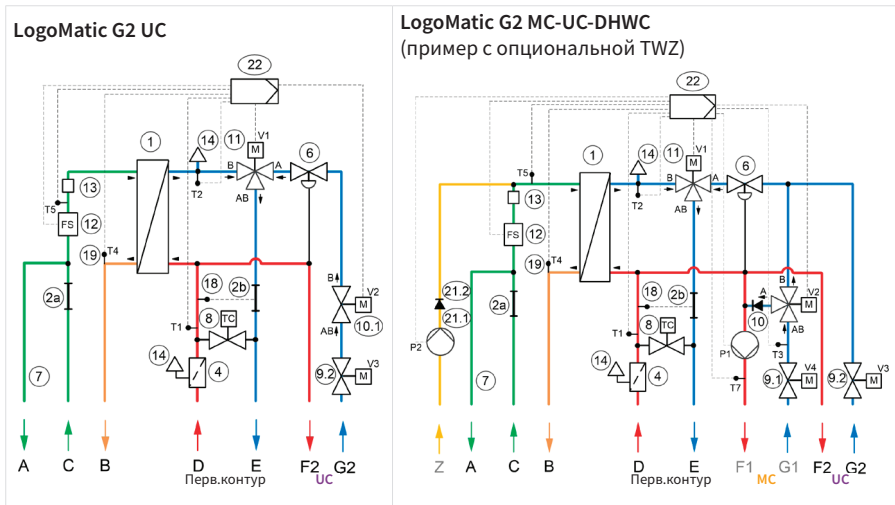 LogoMatic G2 UC
22
1
14
11
V1
M
6
B
A
T2
AB
13
T5
FS
12
19
T4
2a
18
2b
8
TC
T1
14
4
B
V2
M
AB
10.1
V3
9.2
M
7
A
C
B
D
E
F2
G2
Перв.контур
UC
LogoMatic G2 MC-UC-DHWC
(пример с опциональной TWZ)
22
1
14
11
V1
M
6
T5
B
A
T2
AB
13
FS
12
19
T4
2a
21.2
21.1
P2
18
2b
8
TC
T1
14
4
B
A
V2
M
10
AB
P1
T3
T7
V4
9.1
M
V3
9.2
M
7
Z
A
C
B
D
E
F1
G1
F2
G2
Перв.контур
MC
UC